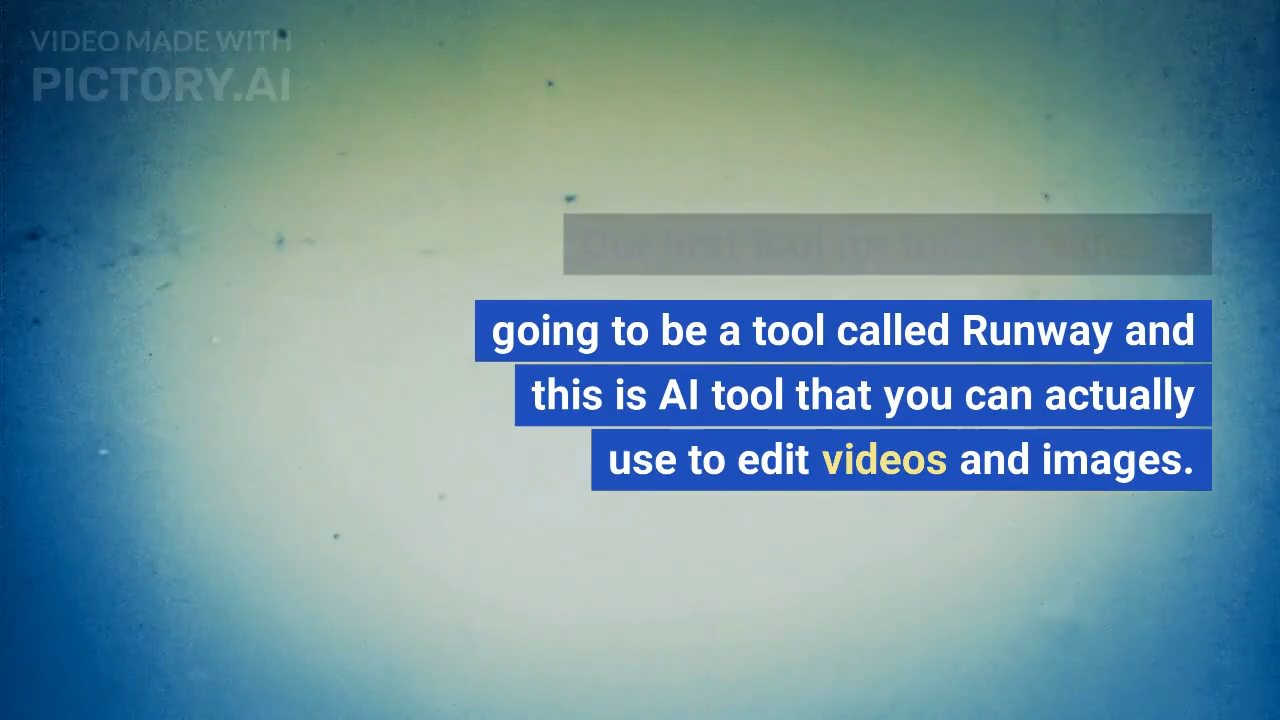 VIDEO MADE WITH
PICTORY.AI
going to be a tool called Runway and
this is AI tool that you can actually
use to edit videos and images.